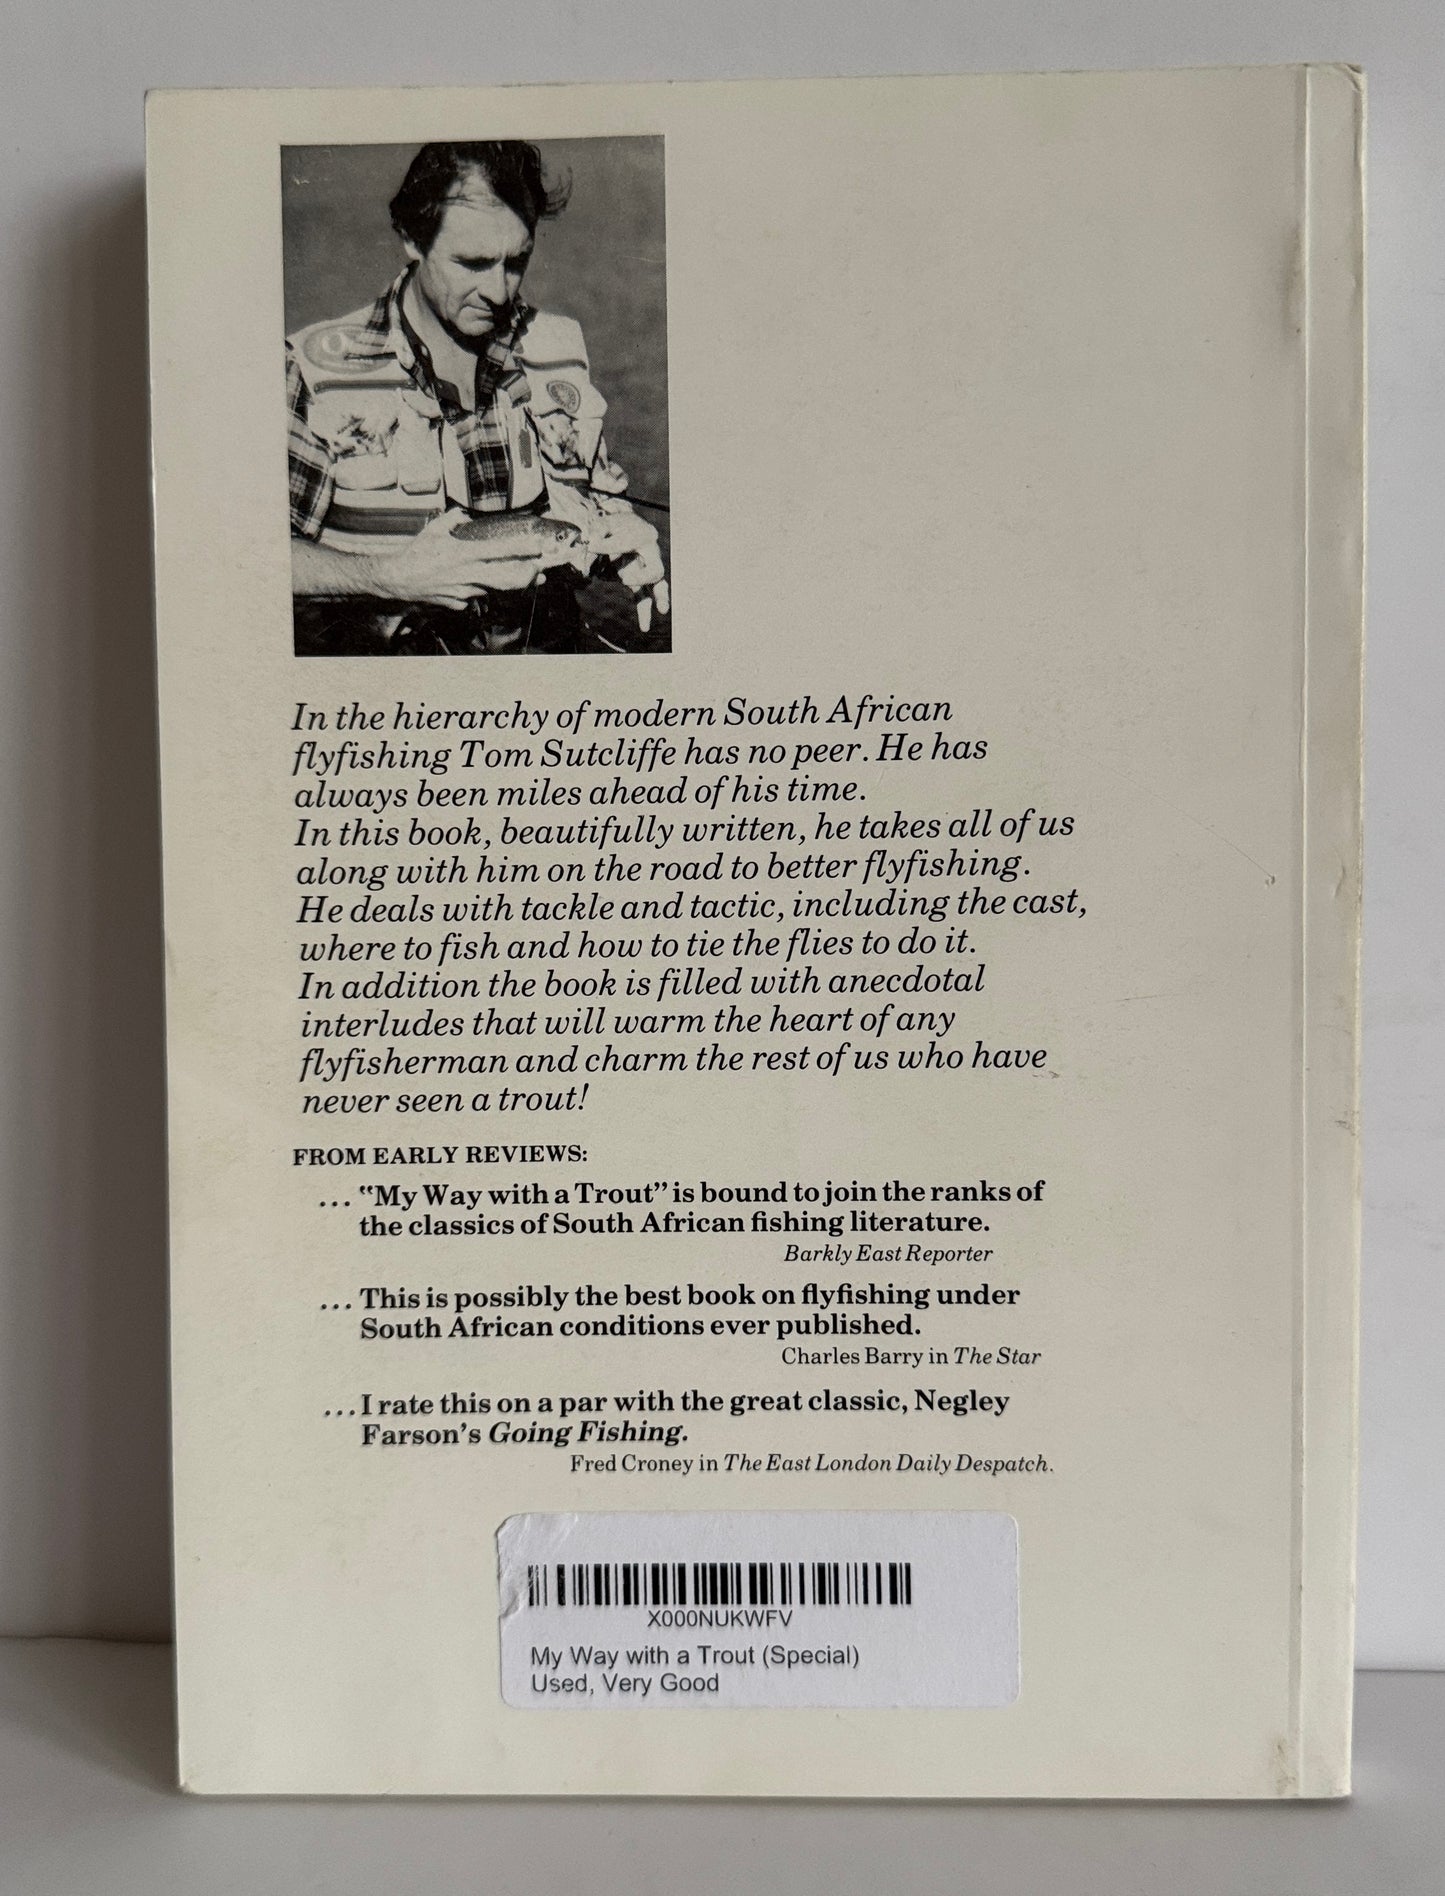 In the hierarchy of modern South African
flyfishing Tom Sutcliffe has no peer. He has
always been miles ahead of his time.
In this book, beautifully written, he takes all of us
along with him on the road to better flyfishing.
He deals with tackle and tactic, including the cast,
where to fish and how to tie the flies to do it.
In addition the book is filled with anecdotal
interludes that will warm the heart of any
flyfisherman and charm the rest of us who have
never seen a trout!
FROM EARLY REVIEWS:
... "My Way with a Trout" is bound to join the ranks of
the classics of South African fishing literature.
Barkly East Reporter
... This is possibly the best book on flyfishing under
South African conditions ever published.
Charles Barry in The Star
... I rate this on a par with the great classic, Negley
Farson's Going Fishing.
Fred Croney in The East London Daily Despatch.
X000NUKWFV
My Way with a Trout (Special)
Used, Very Good